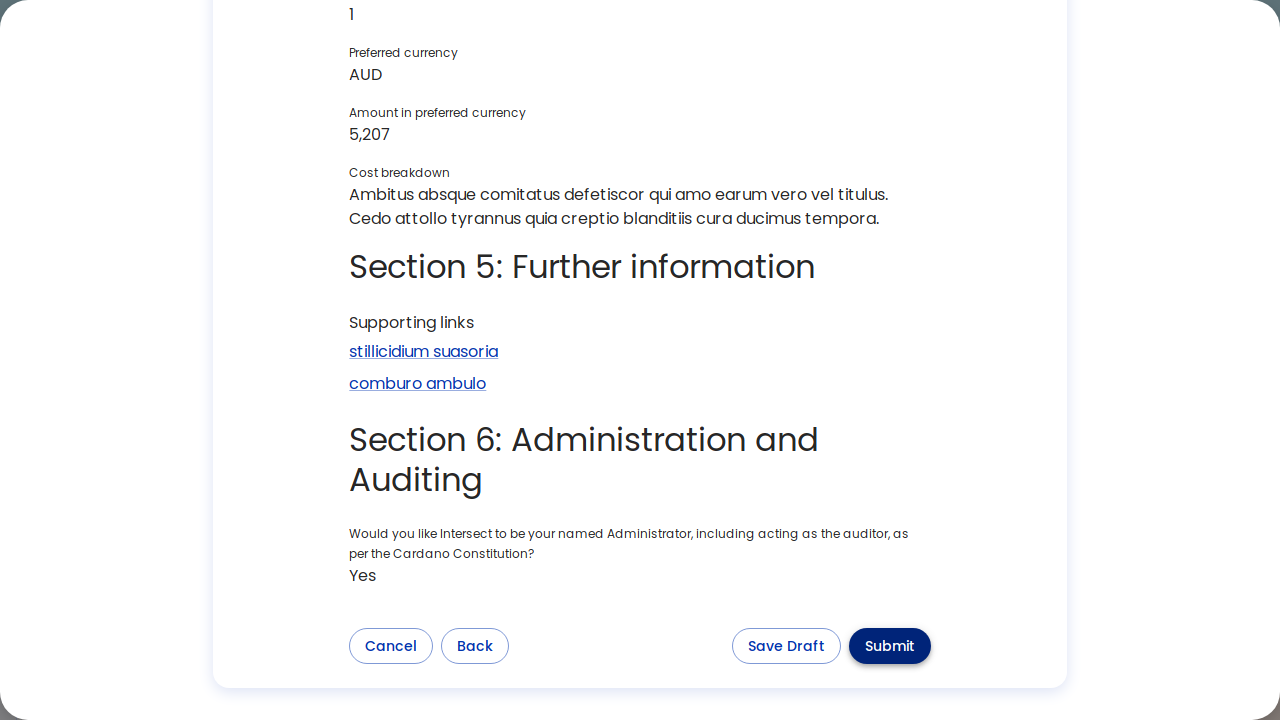 1
Preferred currency
AUD
Amount in preferred currency
5,207
Cost breakdown
Ambitus absque comitatus defetiscor qui amo earum vero vel titulus.
Cedo attollo tyrannus quia creptio blanditiis cura ducimus tempora.
Section 5: Further information
Supporting links
stillicidium suasoria
comburo ambulo
Section 6: Administration and
Auditing
Would you like Intersect to be your named Administrator, including acting as the auditor, as
per the Cardano Constitution?
Yes
Cancel Back Save Draft Submit